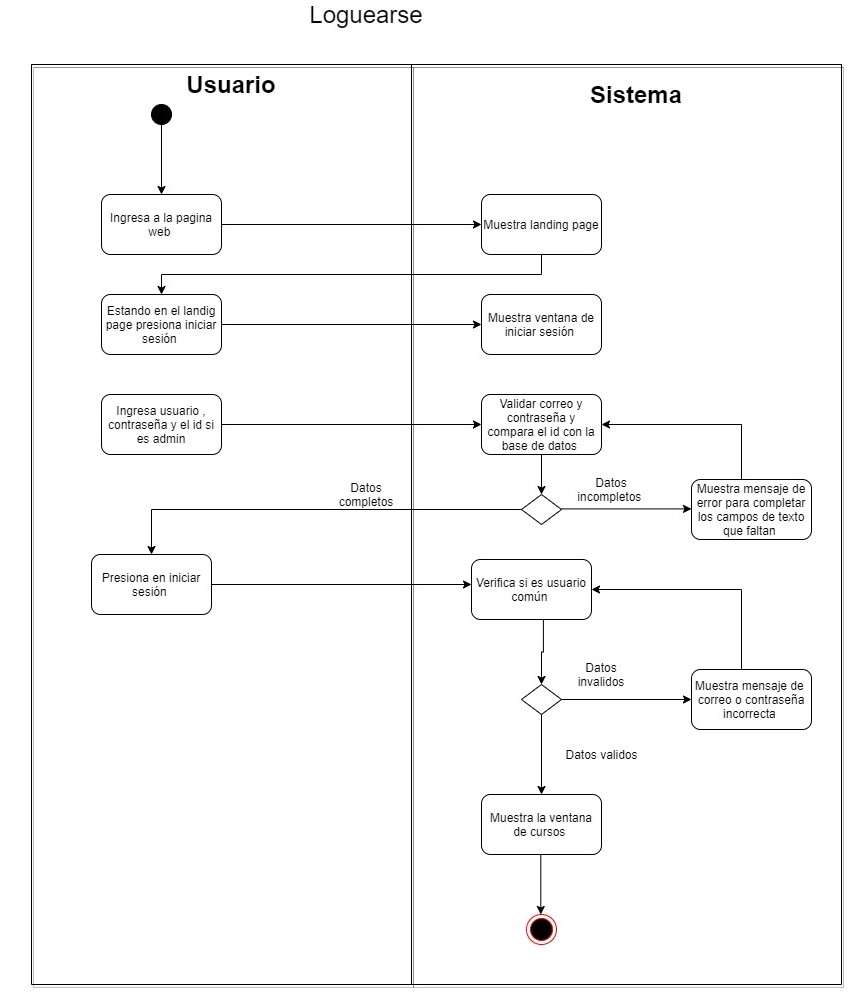 Loguearse
Usuario
Sistema
Ingresa a la pagina
web
Muestra landing page
Estando en el landig
page presiona iniciar
sesión
Muestra ventana de
iniciar sesión
Ingresa usuario ,
contraseña y el id si
es admin
Validar correo y
contraseña y
compara el id con la
base de datos
Datos
completos
Datos
incompletos
Muestra mensaje de
error para completar
los campos de texto
que faltan
Presiona en iniciar
sesión
Verifica si es usuario
común
Datos
invalidos
Muestra mensaje de
correo o contraseña
incorrecta
Datos validos
Muestra la ventana
de cursos